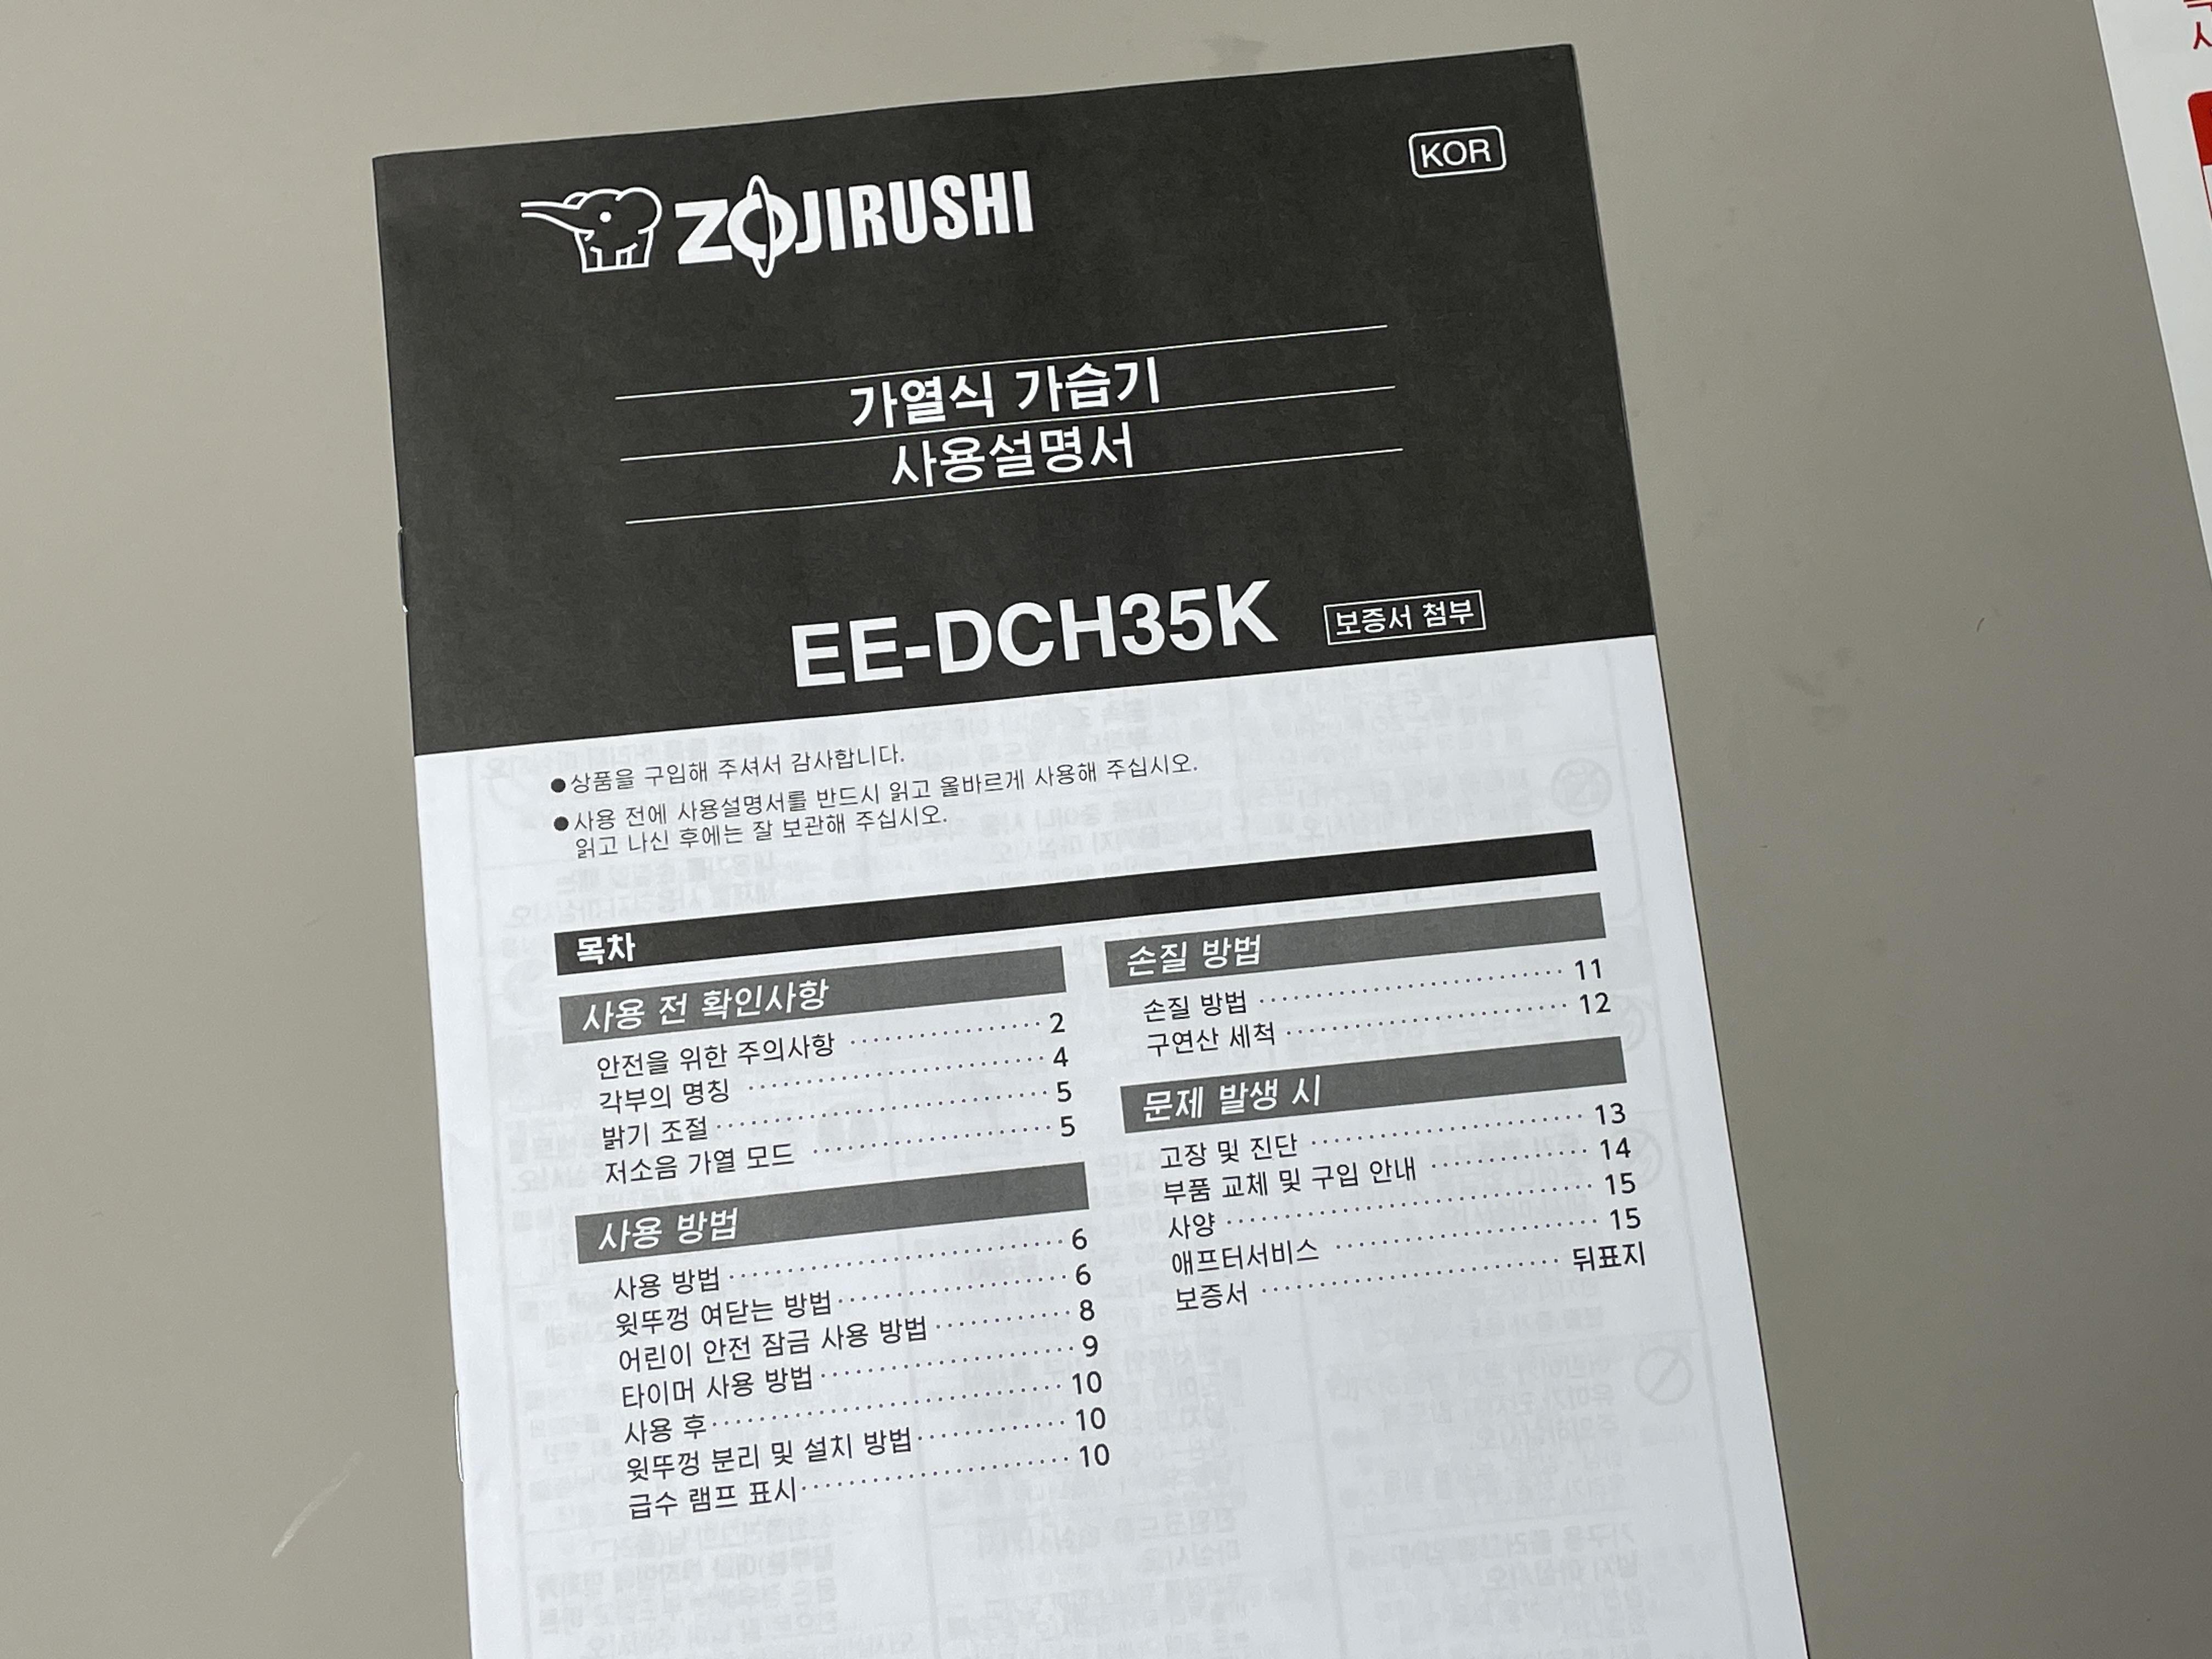 ZOJIRUSHI
KOR
가열식 가습기
사용설명서
EE-DCH35K
보증서 첨부
●상품을 구입해 주셔서 감사합니다.
●사용 전에 사용설명서를 반드시 읽고 올바르게 사용해 주십시오.
읽고 나신 후에는 잘 보관해 주십시오.
목차
사용 전 확인사항
안전을 위한 주의사항 2
각부의 명칭 4
밝기 조절 5
저소음 가열 모드 5
사용 방법
사용 방법 6
윗뚜껑 여닫는 방법 6
어린이 안전 잠금 사용 방법 8
타이머 사용 방법 9
사용 후 10
윗뚜껑 분리 및 설치 방법 10
급수 램프 표시 10
손질 방법
손질 방법 11
구연산 세척 12
문제 발생 시
고장 및 진단 13
부품 교체 및 구입 안내 14
사양 15
애프터서비스 15
보증서 뒤표지